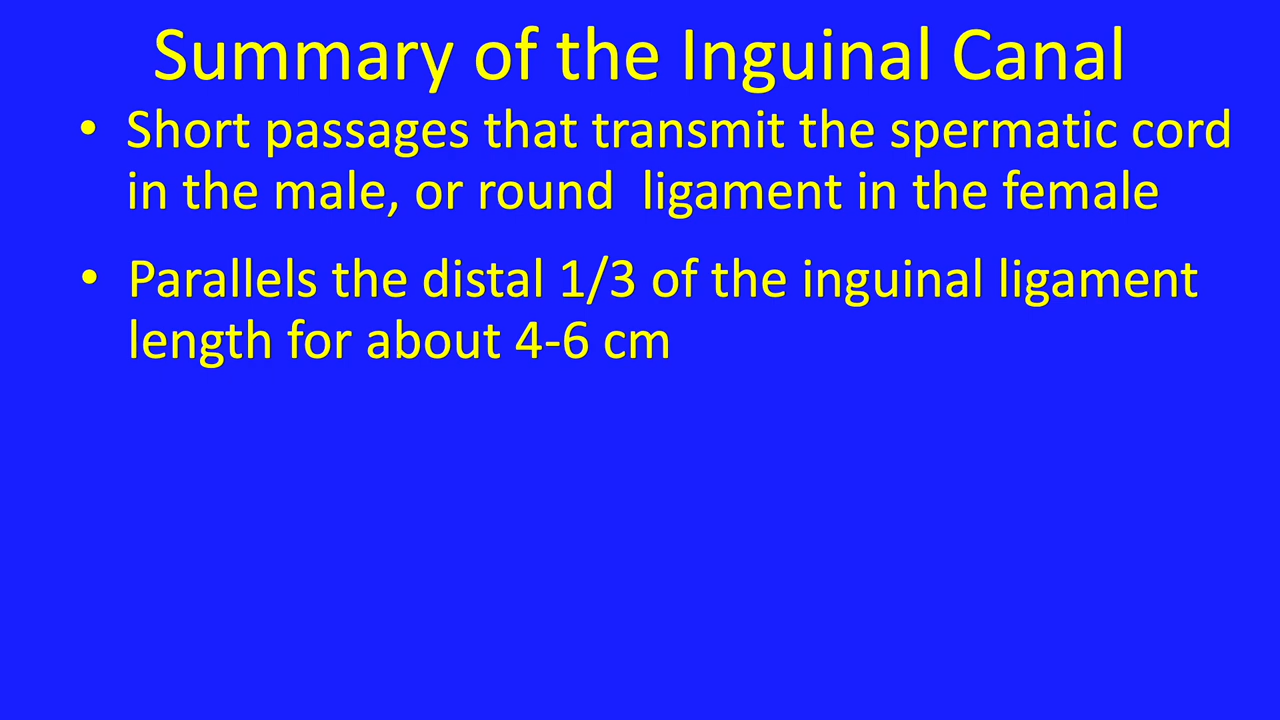 Summary of the Inguinal Canal
• Short passages that transmit the spermatic cord
in the male, or round  ligament in the female
• Parallels the distal 1/3 of the inguinal ligament
length for about 4-6 cm